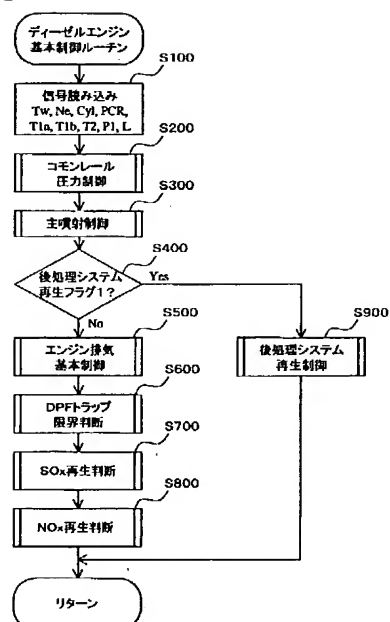 ディーゼルエンジン
基本制御ルーチン
S100
信号読み込み
Tw, Ne, Cyl, PCR,
T1a, T1b, T2, P1, L
S200
コモンレール
圧力制御
S300
主噴射制御
S400
後処理システム
再生フラグ1？
Yes
No
S500
エンジン排気
基本制御
S900
後処理システム
再生制御
S600
DPFトラップ
限界判断
S700
SOx再生判断
S800
NOx再生判断
リターン